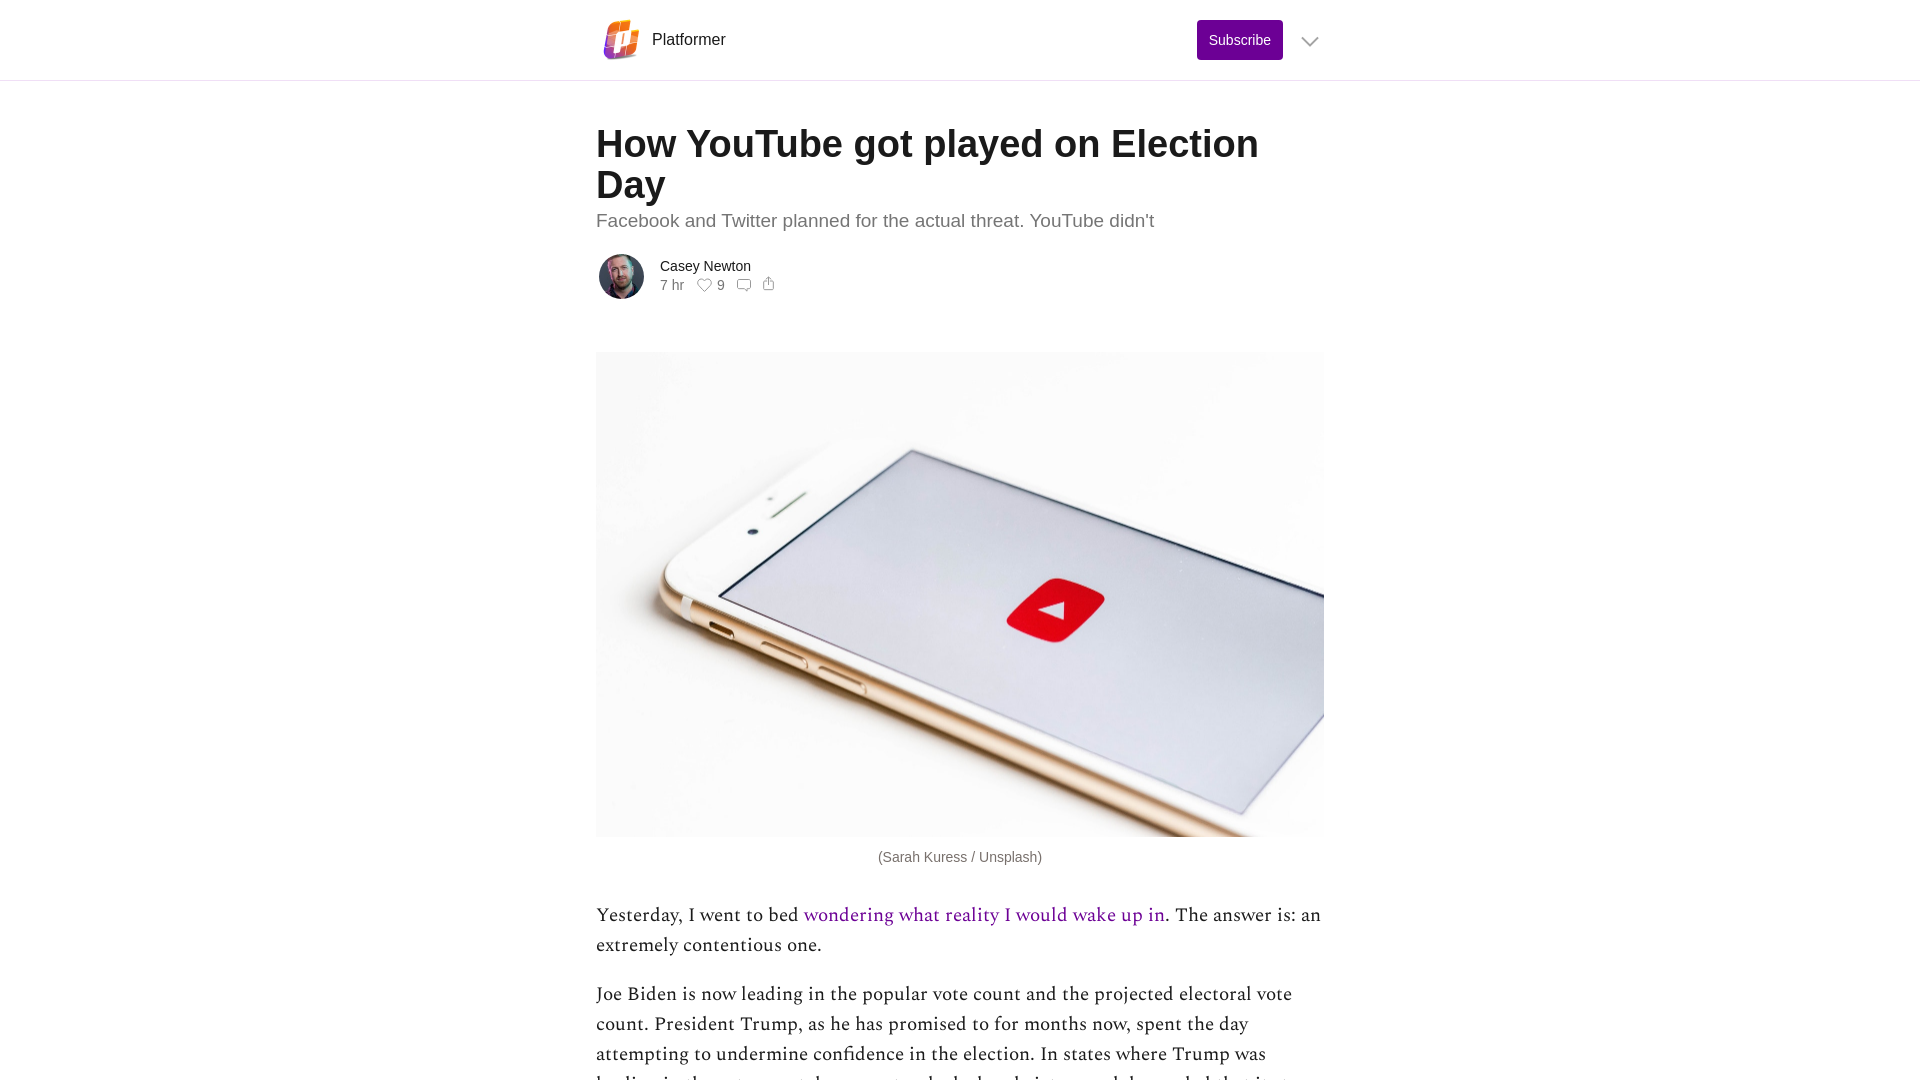 Platformer
Subscribe
How YouTube got played on Election
Day
Facebook and Twitter planned for the actual threat. YouTube didn't
Casey Newton
7 hr 9
(Sarah Kuress / Unsplash)
Yesterday, I went to bed wondering what reality I would wake up in. The answer is: an
extremely contentious one.
Joe Biden is now leading in the popular vote count and the projected electoral vote
count. President Trump, as he has promised to for months now, spent the day
attempting to undermine confidence in the election. In states where Trump was